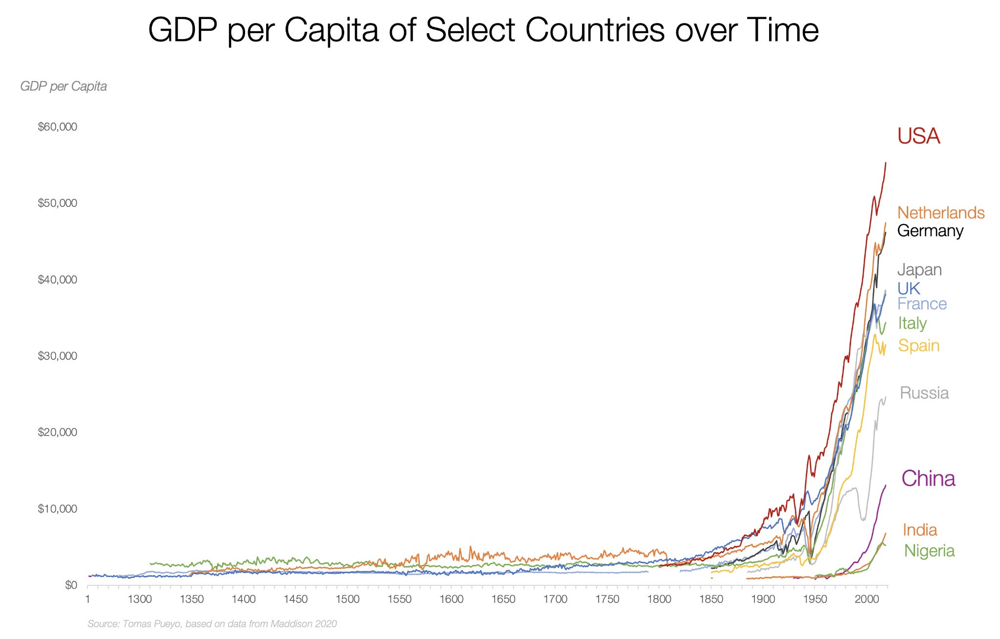 GDP per Capita of Select Countries over Time
GDP per Capita
$60,000
$50,000
$40,000
$30,000
$20,000
$10,000
$0
USA
Netherlands
Germany
Japan
UK
France
Italy
Spain
Russia
China
India
Nigeria
1 1300 1350 1400 1450 1500 1550 1600 1650 1700 1750 1800 1850 1900 1950 2000
Source: Tomas Pueyo, based on data from Maddison 2020